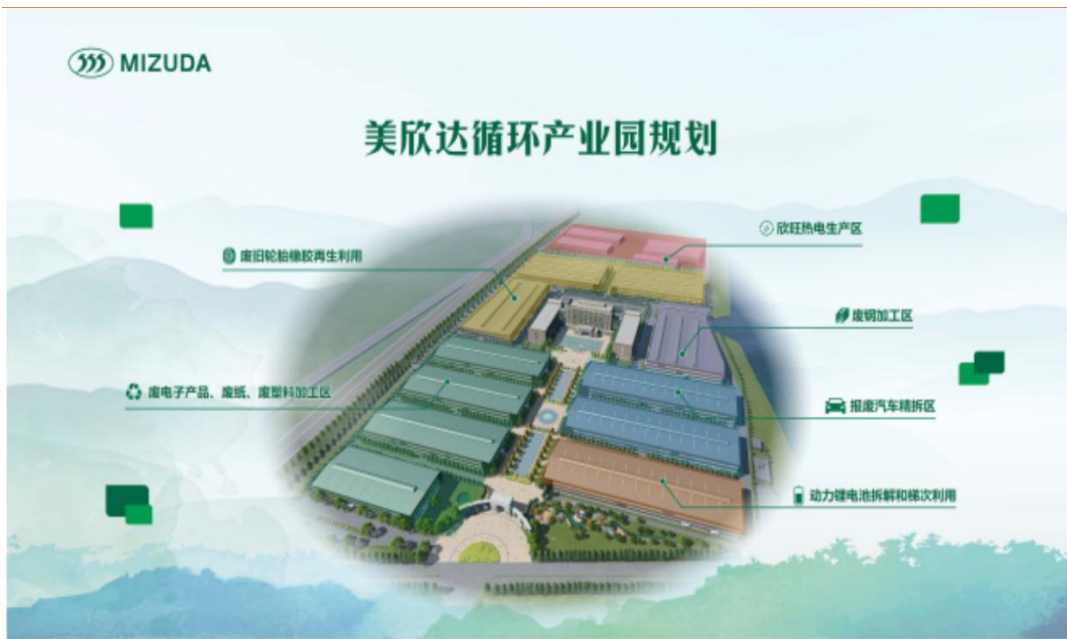 MIZUDA
美欣达循环产业园规划
欣旺热电生产区
废旧轮胎橡胶再生利用
废钢加工区
废电子产品、废纸、废塑料加工区
报废汽车精拆区
动力锂电池拆解和梯次利用